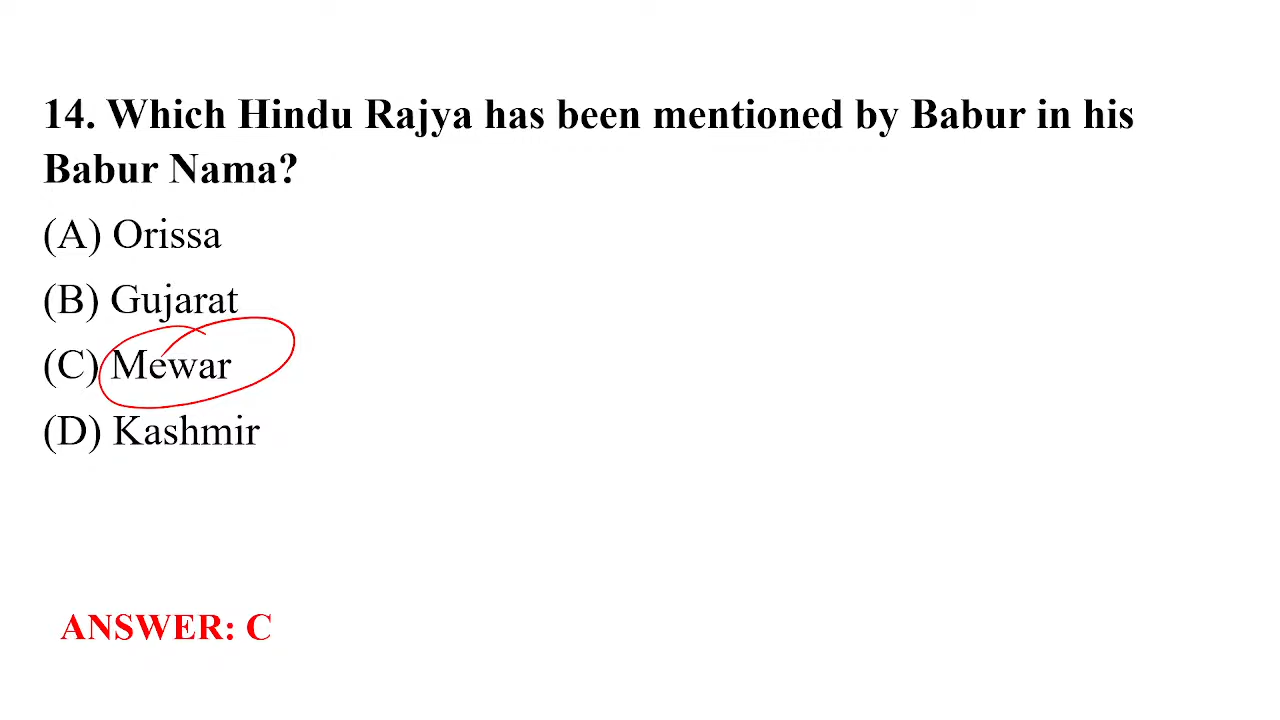 14. Which Hindu Rajya has been mentioned by Babur in his
Babur Nama?
(A) Orissa
(B) Gujarat
(C) Mewar
(D) Kashmir
ANSWER: C